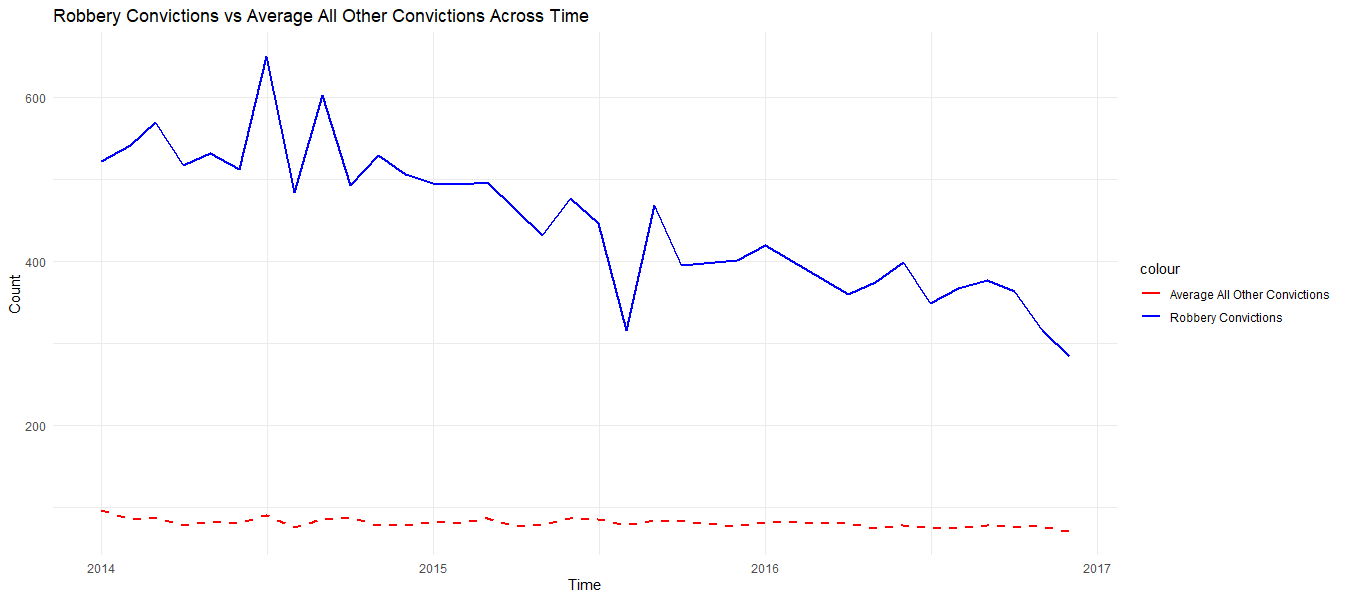 Robbery Convictions vs Average All Other Convictions Across Time
600
400
200
Count
2014
2015
2016
2017
Time
colour
Average All Other Convictions
Robbery Convictions